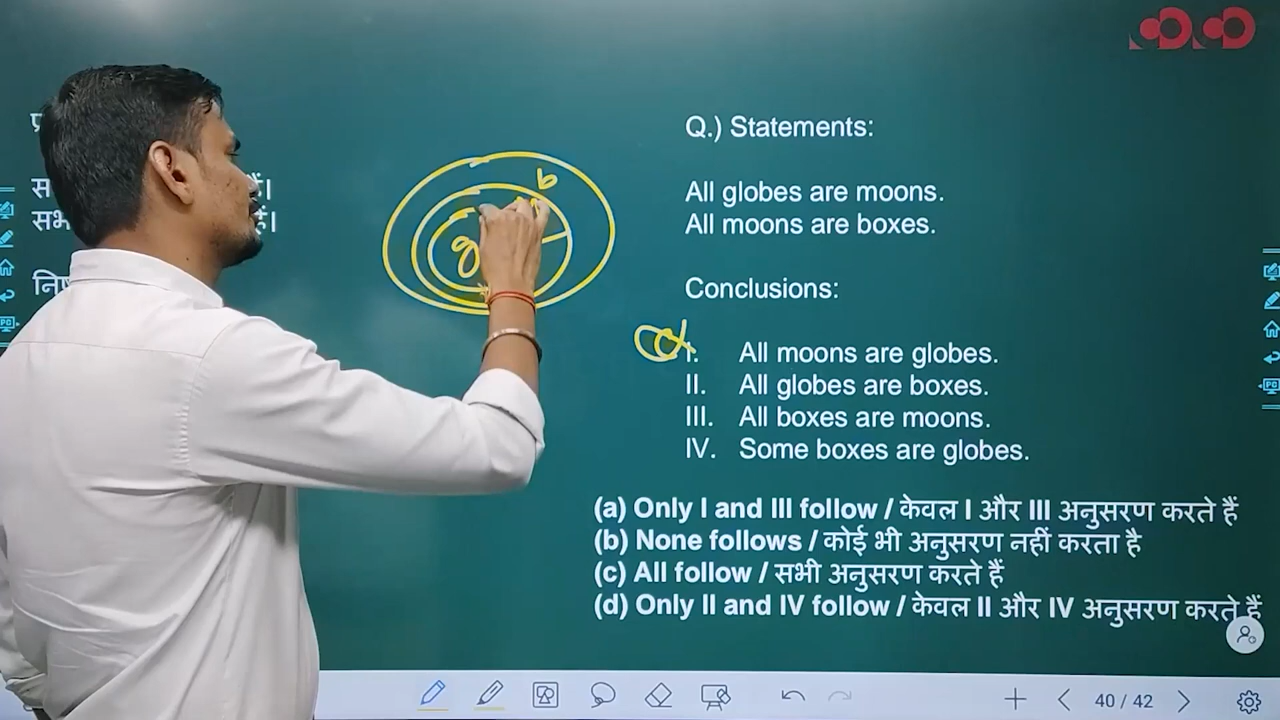 Q.) Statements:
All globes are moons.
All moons are boxes.
Conclusions:
I. All moons are globes.
II. All globes are boxes.
III. All boxes are moons.
IV. Some boxes are globes.
(a) Only I and III follow / केवल I और III अनुसरण करते हैं
(b) None follows / कोई भी अनुसरण नहीं करता है
(c) All follow / सभी अनुसरण करते हैं
(d) Only II and IV follow / केवल II और IV अनुसरण करते हैं
b
g
40 / 42